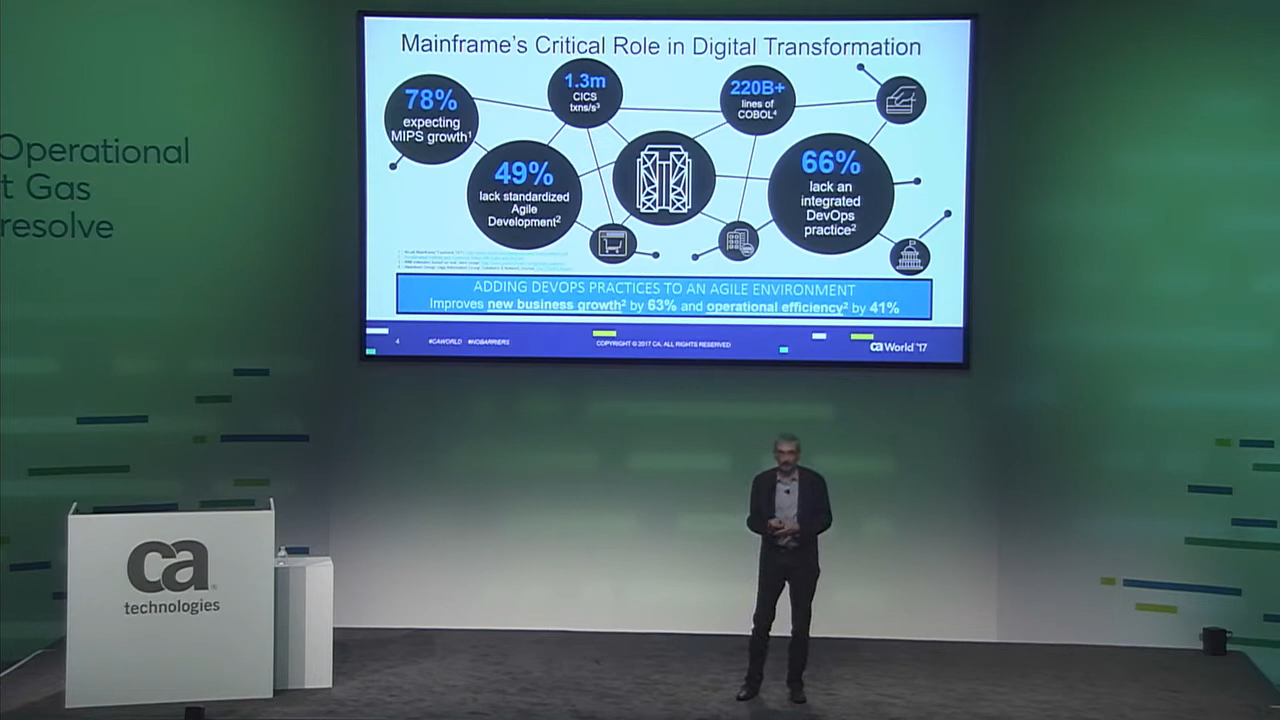 Operational
t Gas
resolve
Mainframe's Critical Role in Digital Transformation
78%
expecting
MIPS growth¹
1.3m
CICS
txns/s³
220B+
lines of
COBOL⁴
49%
lack standardized
Agile
Development²
66%
lack an
integrated
DevOps
practice²
ADDING DEVOPS PRACTICES TO AN AGILE ENVIRONMENT
Improves new business growth² by 63% and operational efficiency² by 41%
4 #CAWORLD #NOBARRIERS COPYRIGHT © 2017 CA. ALL RIGHTS RESERVED ca World '17
ca
technologies